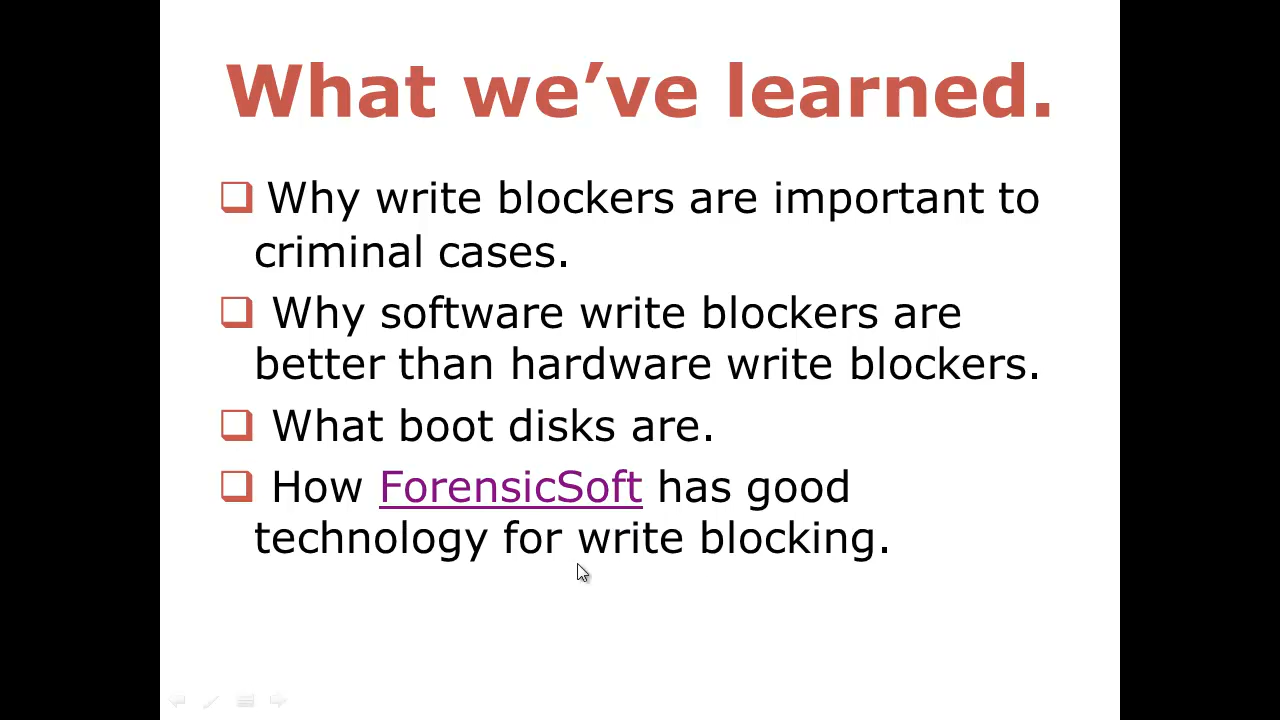 What we’ve learned.
Why write blockers are important to
criminal cases.
Why software write blockers are
better than hardware write blockers.
What boot disks are.
How ForensicSoft has good
technology for write blocking.